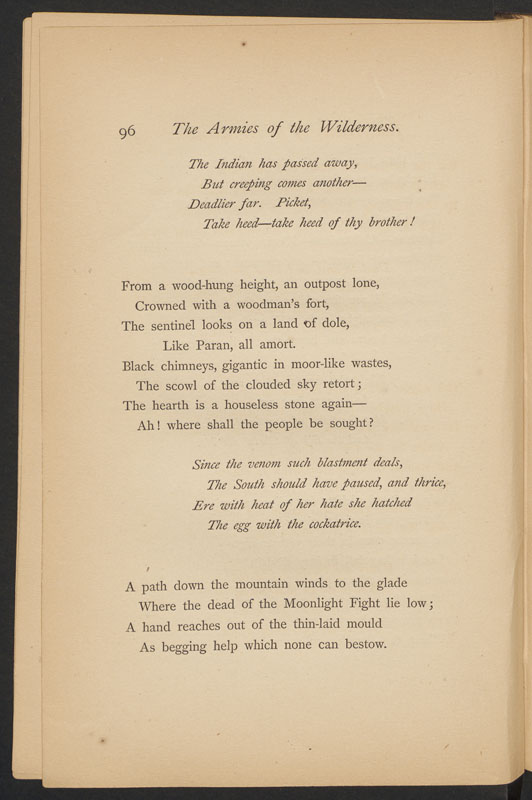 96 The Armies of the Wilderness.
The Indian has passed away,
But creeping comes another—
Deadlier far. Picket,
Take heed—take heed of thy brother!
From a wood-hung height, an outpost lone,
Crowned with a woodman's fort,
The sentinel looks on a land of dole,
Like Paran, all amort.
Black chimneys, gigantic in moor-like wastes,
The scowl of the clouded sky retort;
The hearth is a houseless stone again—
Ah! where shall the people be sought?
Since the venom such blastment deals,
The South should have paused, and thrice,
Ere with heat of her hate she hatched
The egg with the cockatrice.
A path down the mountain winds to the glade
Where the dead of the Moonlight Fight lie low;
A hand reaches out of the thin-laid mould
As begging help which none can bestow.